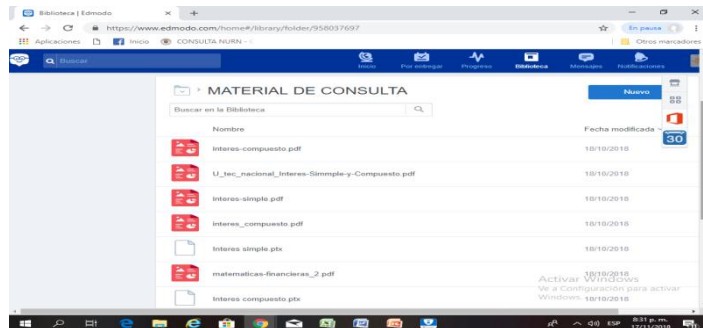 Biblioteca | Edmodo
https://www.edmodo.com/home#/library/folder/958037697
En pausa
Aplicaciones Inicio CONSULTA NURN - Otros marcadores
Buscar
Inicio Por entregar Progreso Biblioteca Mensajes Notificaciones
MATERIAL DE CONSULTA
Nuevo
Buscar en la Biblioteca
Nombre Fecha modificada
30
interes-compuesto.pdf 18/10/2018
U_tec_nacional_Interes-Simmple-y-Compuesto.pdf 18/10/2018
interes-simple.pdf 18/10/2018
interes_compuesto.pdf 18/10/2018
Interes simple.ptx 18/10/2018
matematicas-financieras_2.pdf 18/10/2018
Activar Windows
Ve a Configuración para activar
Windows.
Interes compuesto.ptx 18/10/2018
ESP 8:31 p. m.
17/11/2018